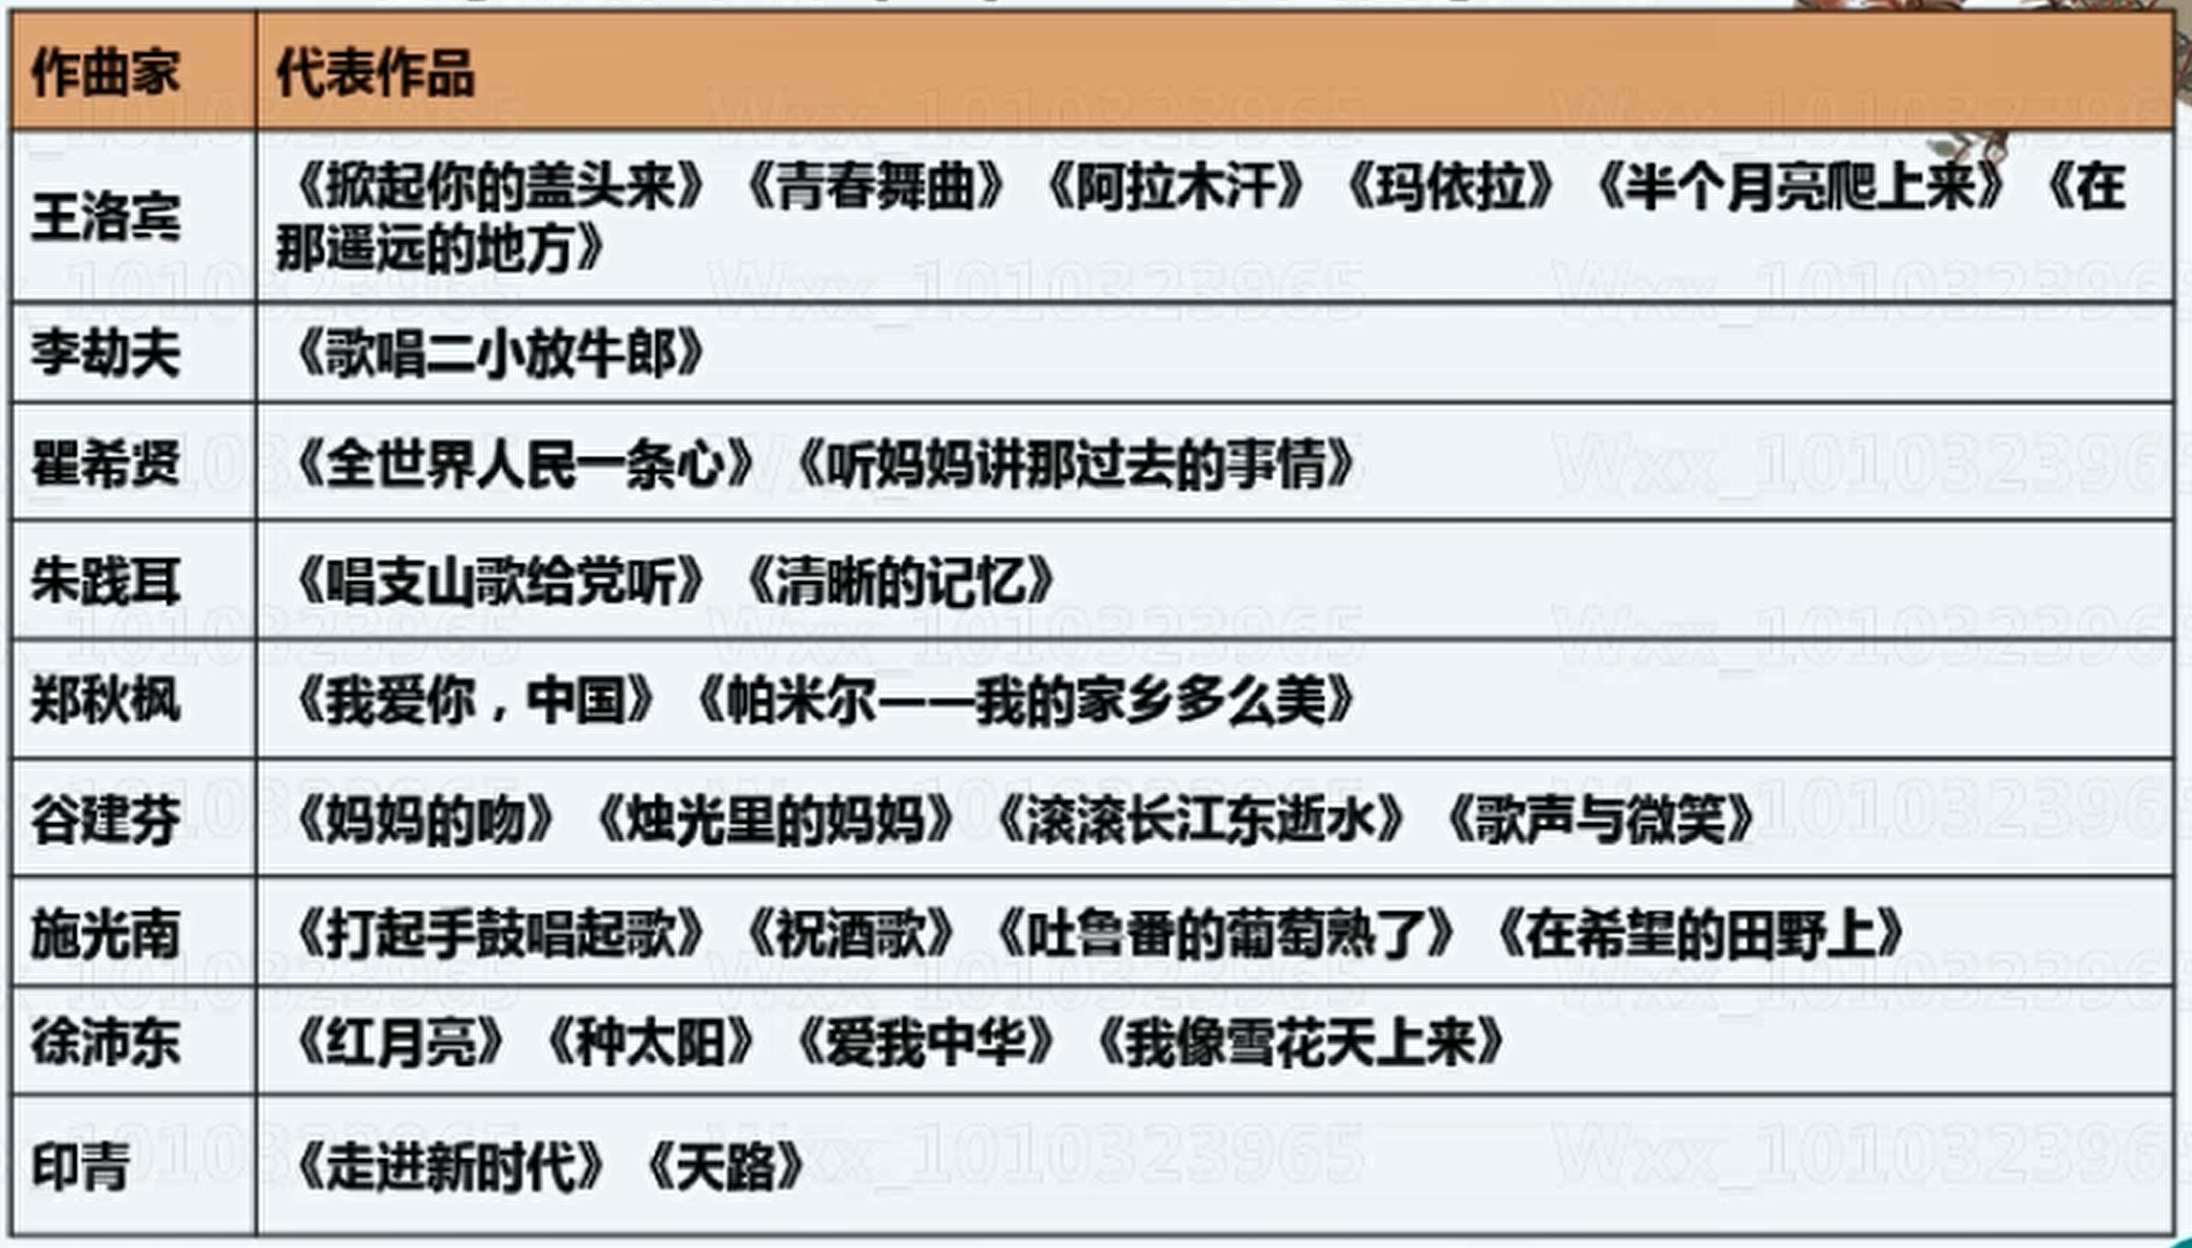 作曲家 代表作品
王洛宾 《掀起你的盖头来》《青春舞曲》《阿拉木汗》《玛依拉》《半个月亮爬上来》《在
那遥远的地方》
李劫夫 《歌唱二小放牛郎》
瞿希贤 《全世界人民一条心》《听妈妈讲那过去的事情》
朱践耳 《唱支山歌给党听》《清晰的记忆》
郑秋枫 《我爱你，中国》《帕米尔——我的家乡多么美》
谷建芬 《妈妈的吻》《烛光里的妈妈》《滚滚长江东逝水》《歌声与微笑》
施光南 《打起手鼓唱起歌》《祝酒歌》《吐鲁番的葡萄熟了》《在希望的田野上》
徐沛东 《红月亮》《种太阳》《爱我中华》《我像雪花天上来》
印青 《走进新时代》《天路》
Wxx_1010323965